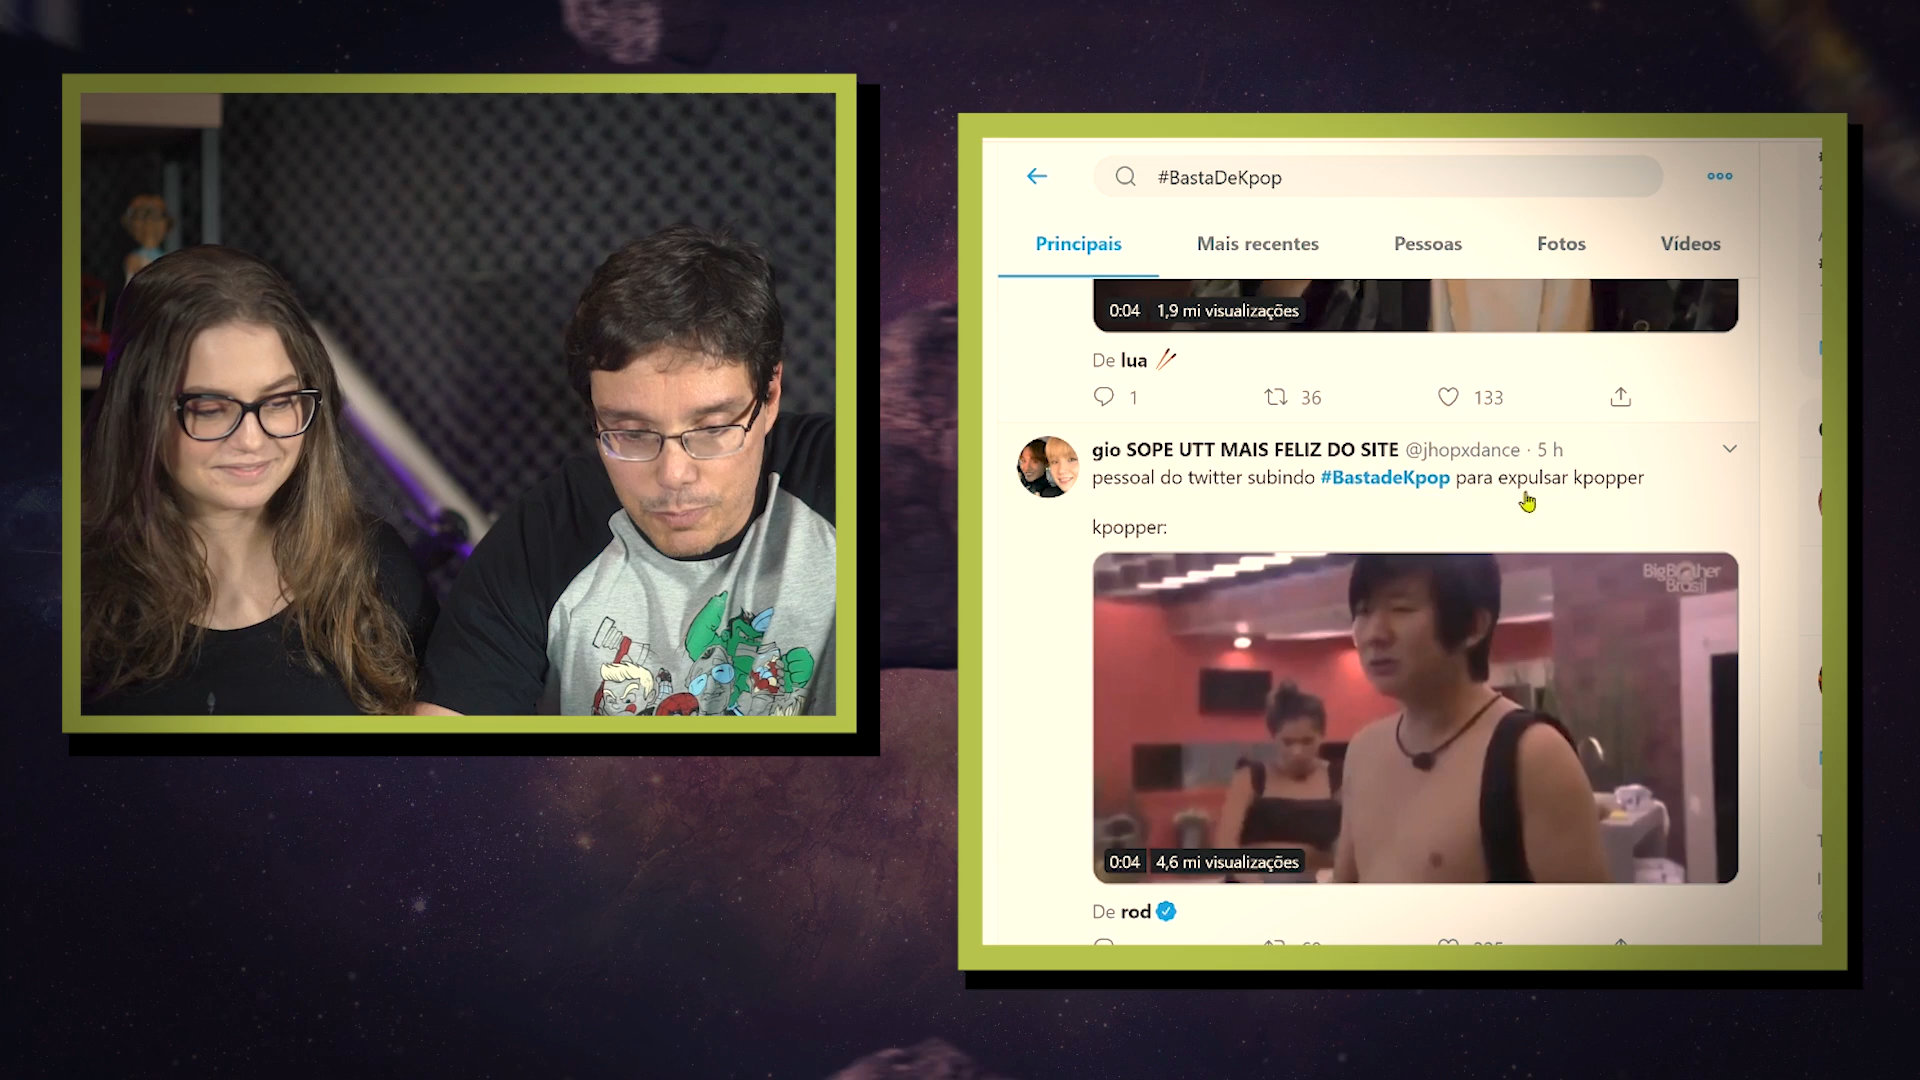 #BastaDeKpop
Principais Mais recentes Pessoas Fotos Vídeos
0:04 1,9 mi visualizações
De lua
1 36 133
gio SOPE UTT MAIS FELIZ DO SITE @jhopxdance · 5 h
pessoal do twitter subindo #BastadeKpop para expulsar kpopper
kpopper:
BigBrother
Brasil
0:04 4,6 mi visualizações
De rod